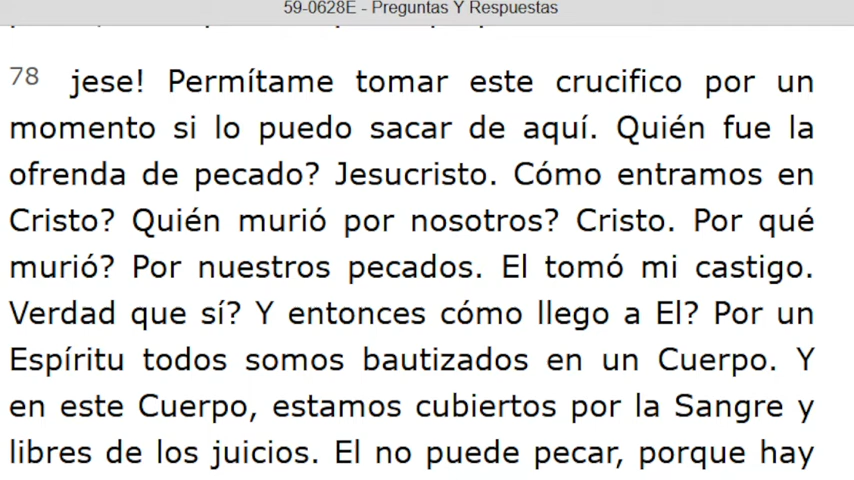 59-0628E - Preguntas Y Respuestas
78 jese! Permítame tomar este crucifico por un
momento si lo puedo sacar de aquí. Quién fue la
ofrenda de pecado? Jesucristo. Cómo entramos en
Cristo? Quién murió por nosotros? Cristo. Por qué
murió? Por nuestros pecados. El tomó mi castigo.
Verdad que sí? Y entonces cómo llego a El? Por un
Espíritu todos somos bautizados en un Cuerpo. Y
en este Cuerpo, estamos cubiertos por la Sangre y
libres de los juicios. El no puede pecar, porque hay